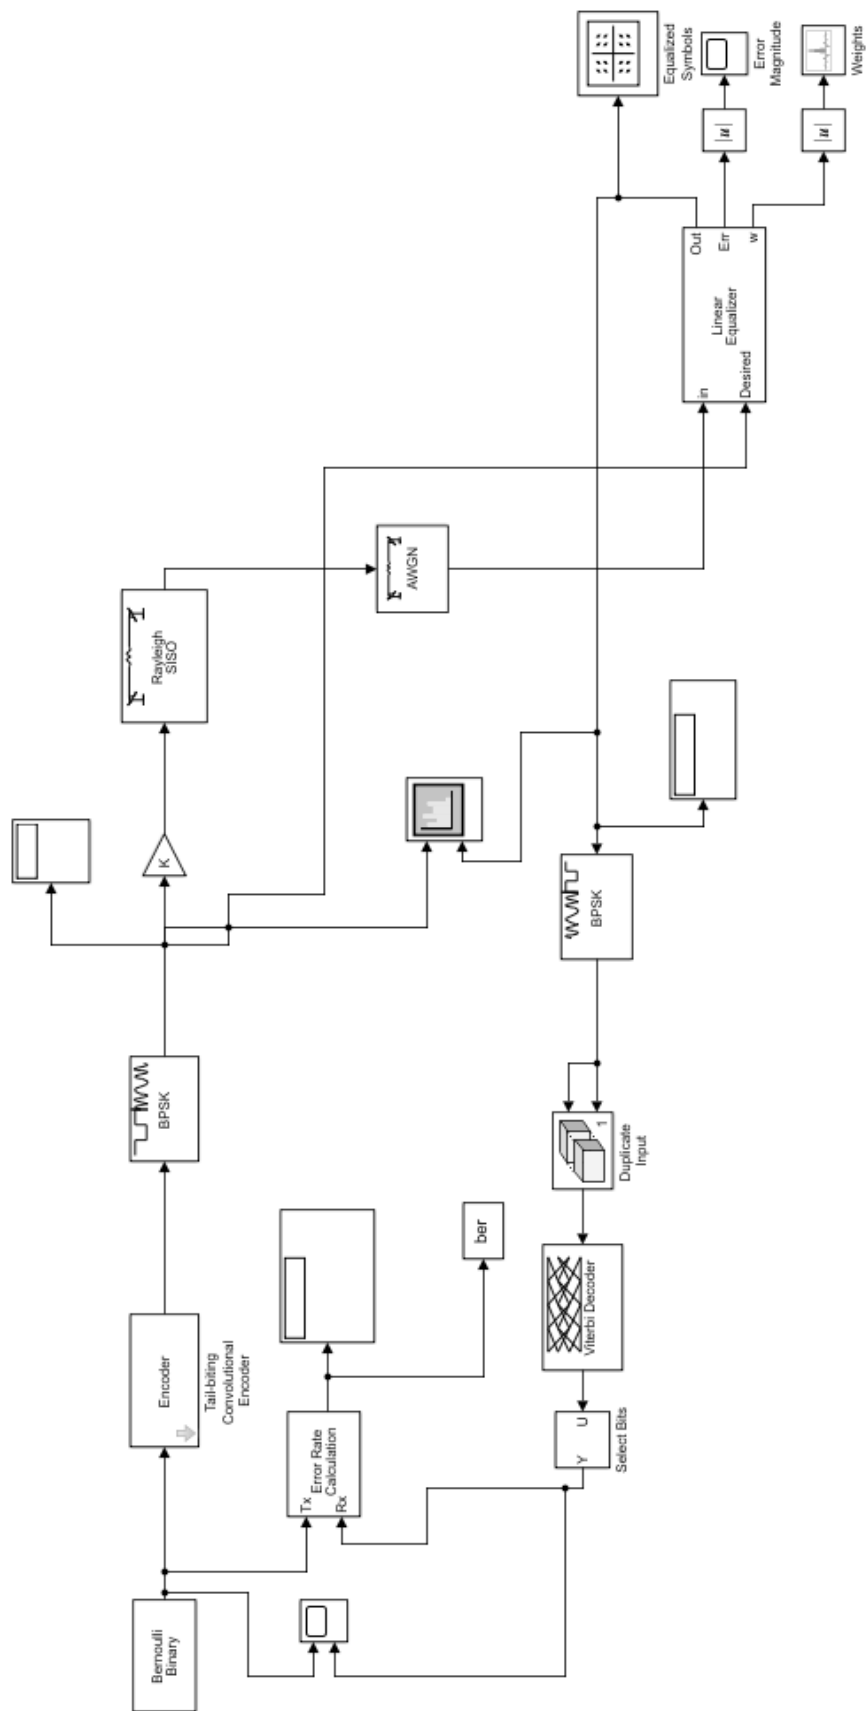 Bernoulli
Binary
Encoder
Tail-biting
Convolutional
Encoder
BPSK
K
Rayleigh
SISO
AWGN
Tx
Rx
Error Rate
Calculation
ber
Y
U
Select Bits
Viterbi Decoder
1
Duplicate
Input
BPSK
in
Desired
Linear
Equalizer
Out
Err
w
Equalized
Symbols
|u|
Error
Magnitude
|u|
Weights